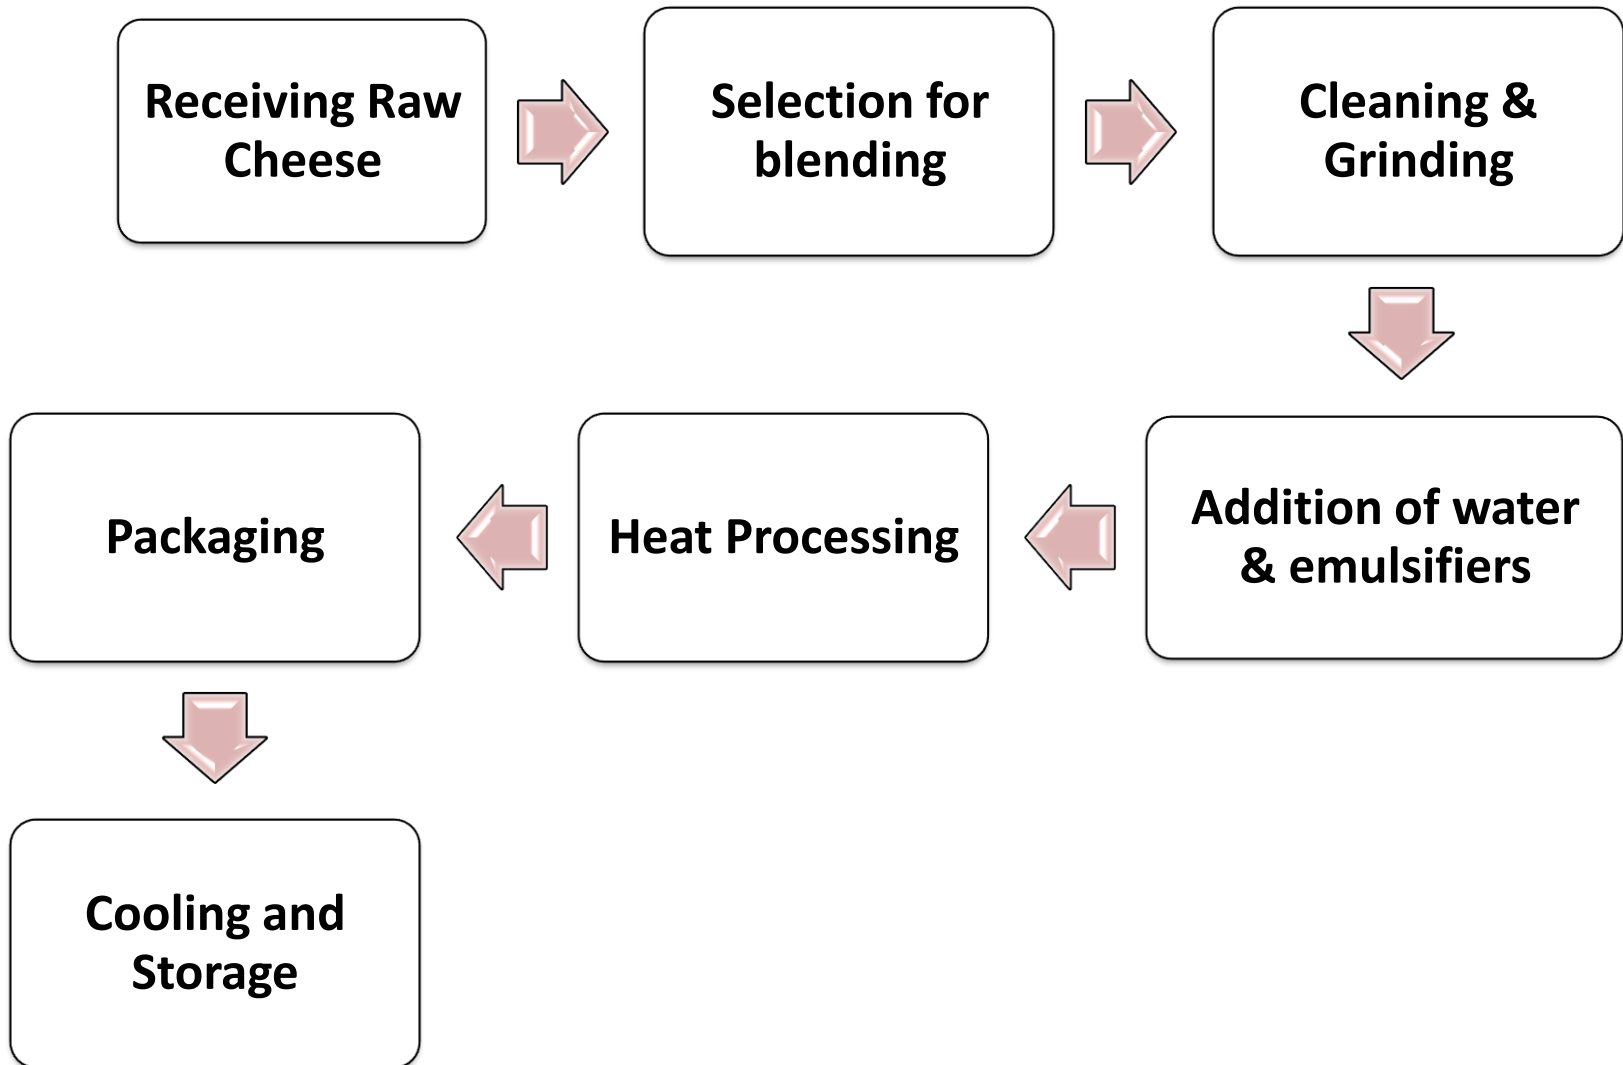 Receiving Raw
Cheese
Selection for
blending
Cleaning &
Grinding
Addition of water
& emulsifiers
Heat Processing
Packaging
Cooling and
Storage